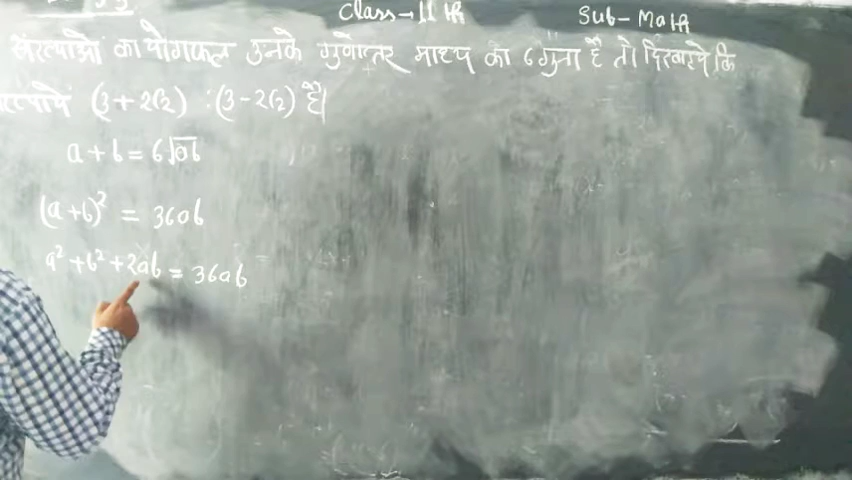 Class - 11 th Sub - Math
संख्याओं का योगफल उनके गुणोत्तर माध्य का 6 गुना है तो दिखाइये कि
(3+2√2) : (3-2√2) है।
a + b = 6√ab
(a+b)² = 36ab
a² + b² + 2ab = 36ab